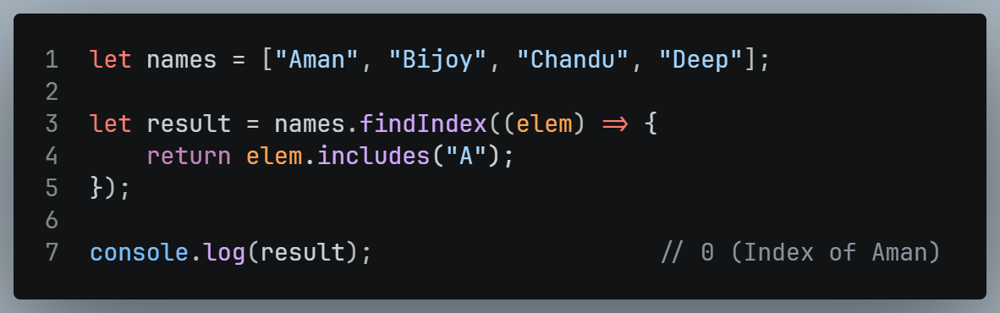 1 let names = ["Aman", "Bijoy", "Chandu", "Deep"];
2
3 let result = names.findIndex((elem) => {
4     return elem.includes("A");
5 });
6
7 console.log(result);                    // 0 (Index of Aman)